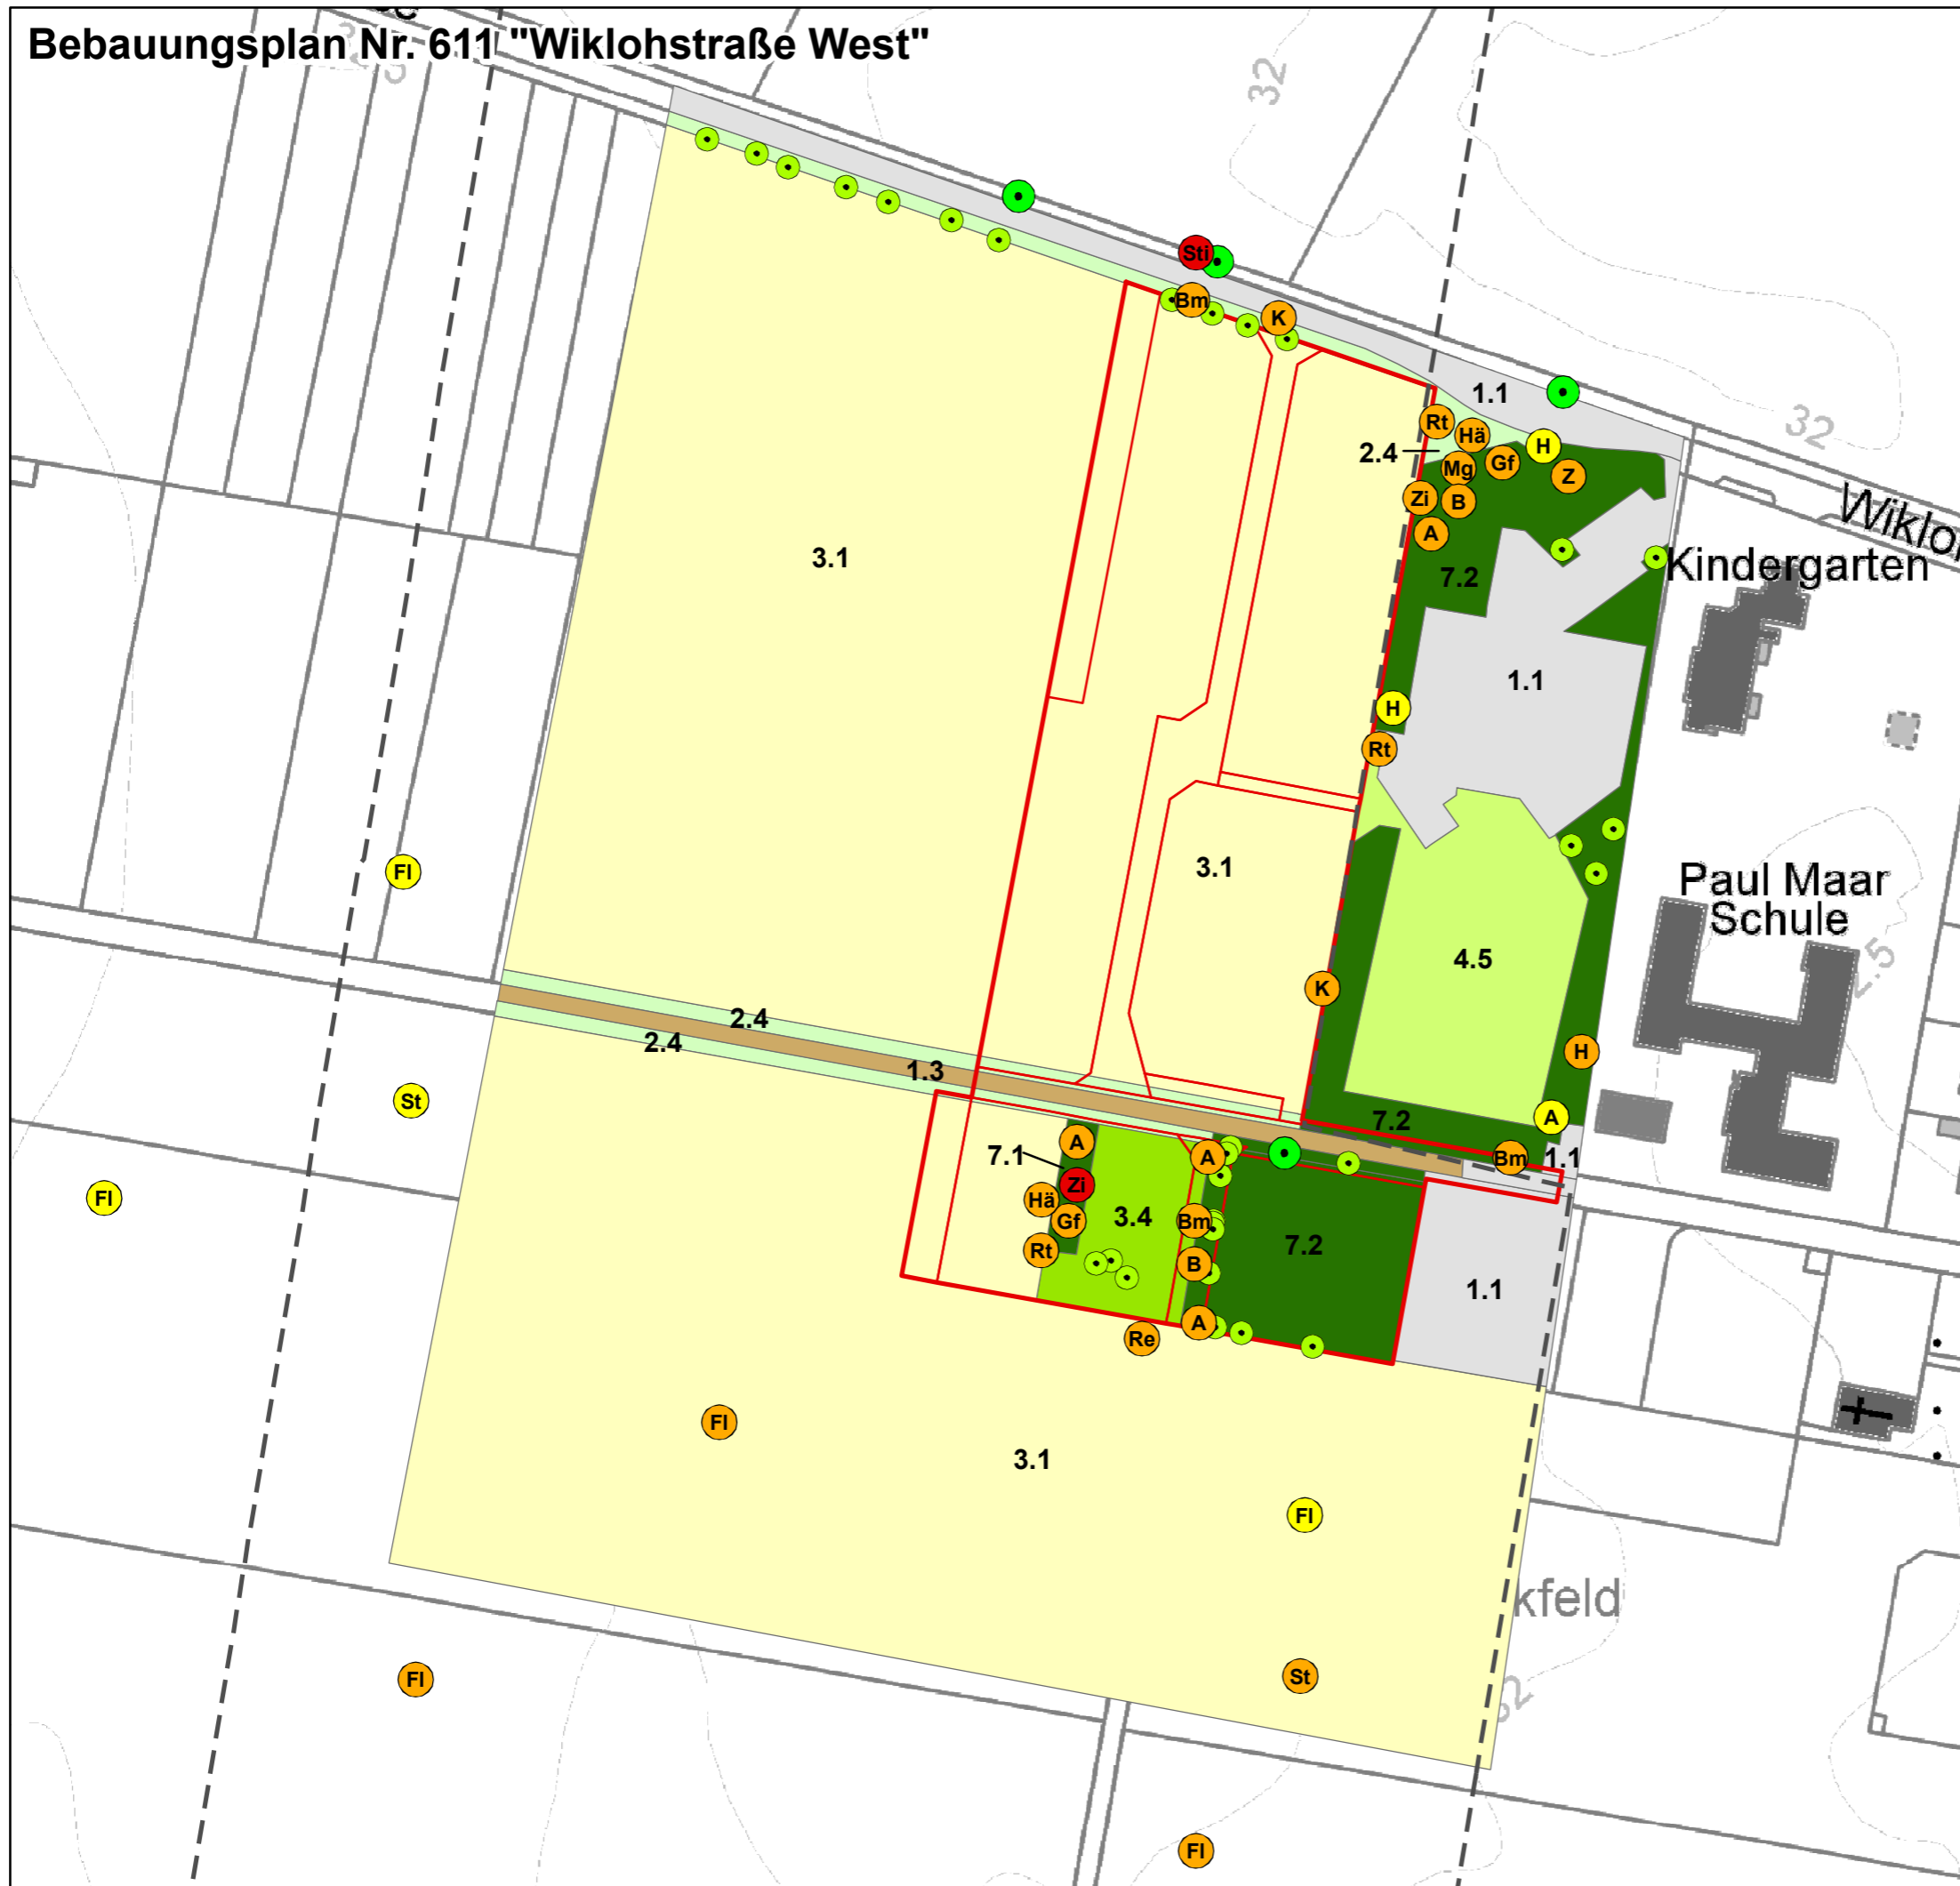 Bebauungsplan Nr. 611 "Wiklohstraße West"
32
Sti
Bm
K
1.1
32
Rt
Hä
H
2.4
Mg
Gf
Z
Zi
B
A
Wiklo
3.1
7.2
Kindergarten
1.1
H
Rt
3.1
Fl
Paul Maar
Schule
4.5
K
2.4
2.4
H
1.3
St
A
7.2
A
7.1
A
Bm
1.1
Zi
Hä
Fl
Gf
3.4
Bm
7.2
Rt
B
1.1
A
Re
Fl
3.1
Fl
kfeld
Fl
St
Fl